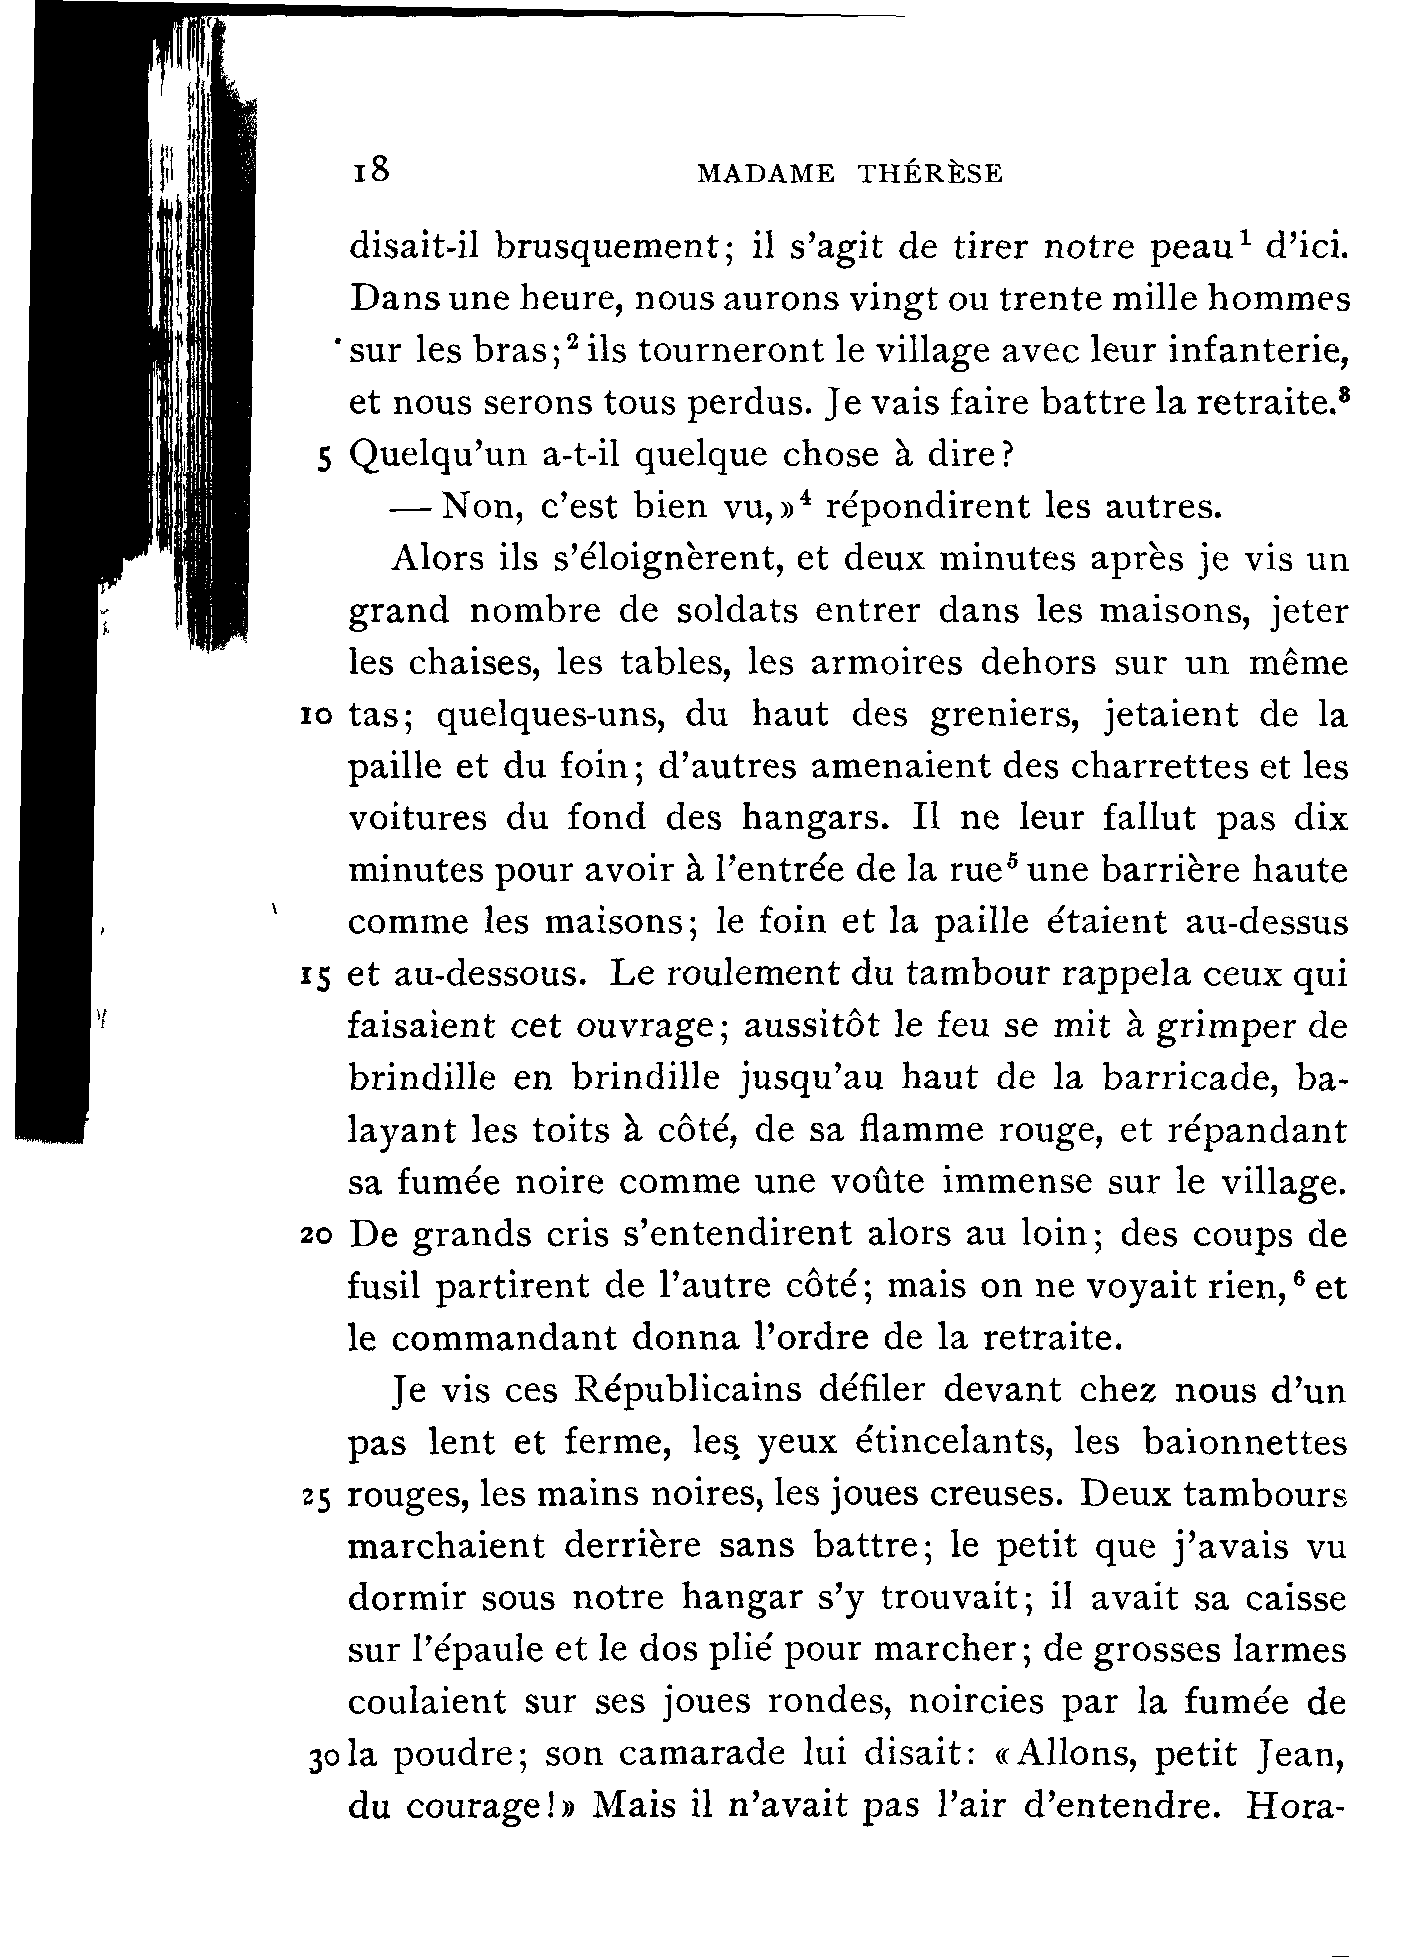 18 MADAME THÉRÈSE
disait-il brusquement; il s'agit de tirer notre peau¹ d'ici.
Dans une heure, nous aurons vingt ou trente mille hommes
sur les bras;² ils tourneront le village avec leur infanterie,
et nous serons tous perdus. Je vais faire battre la retraite.³
5 Quelqu'un a-t-il quelque chose à dire?
— Non, c'est bien vu,»⁴ répondirent les autres.
Alors ils s'éloignèrent, et deux minutes après je vis un
grand nombre de soldats entrer dans les maisons, jeter
les chaises, les tables, les armoires dehors sur un même
10 tas; quelques-uns, du haut des greniers, jetaient de la
paille et du foin; d'autres amenaient des charrettes et les
voitures du fond des hangars. Il ne leur fallut pas dix
minutes pour avoir à l'entrée de la rue⁵ une barrière haute
comme les maisons; le foin et la paille étaient au-dessus
15 et au-dessous. Le roulement du tambour rappela ceux qui
faisaient cet ouvrage; aussitôt le feu se mit à grimper de
brindille en brindille jusqu'au haut de la barricade, ba-
layant les toits à côté, de sa flamme rouge, et répandant
sa fumée noire comme une voûte immense sur le village.
20 De grands cris s'entendirent alors au loin; des coups de
fusil partirent de l'autre côté; mais on ne voyait rien,⁶ et
le commandant donna l'ordre de la retraite.
Je vis ces Républicains défiler devant chez nous d'un
pas lent et ferme, les yeux étincelants, les baionnettes
25 rouges, les mains noires, les joues creuses. Deux tambours
marchaient derrière sans battre; le petit que j'avais vu
dormir sous notre hangar s'y trouvait; il avait sa caisse
sur l'épaule et le dos plié pour marcher; de grosses larmes
coulaient sur ses joues rondes, noircies par la fumée de
30 la poudre; son camarade lui disait: «Allons, petit Jean,
du courage!» Mais il n'avait pas l'air d'entendre. Hora-